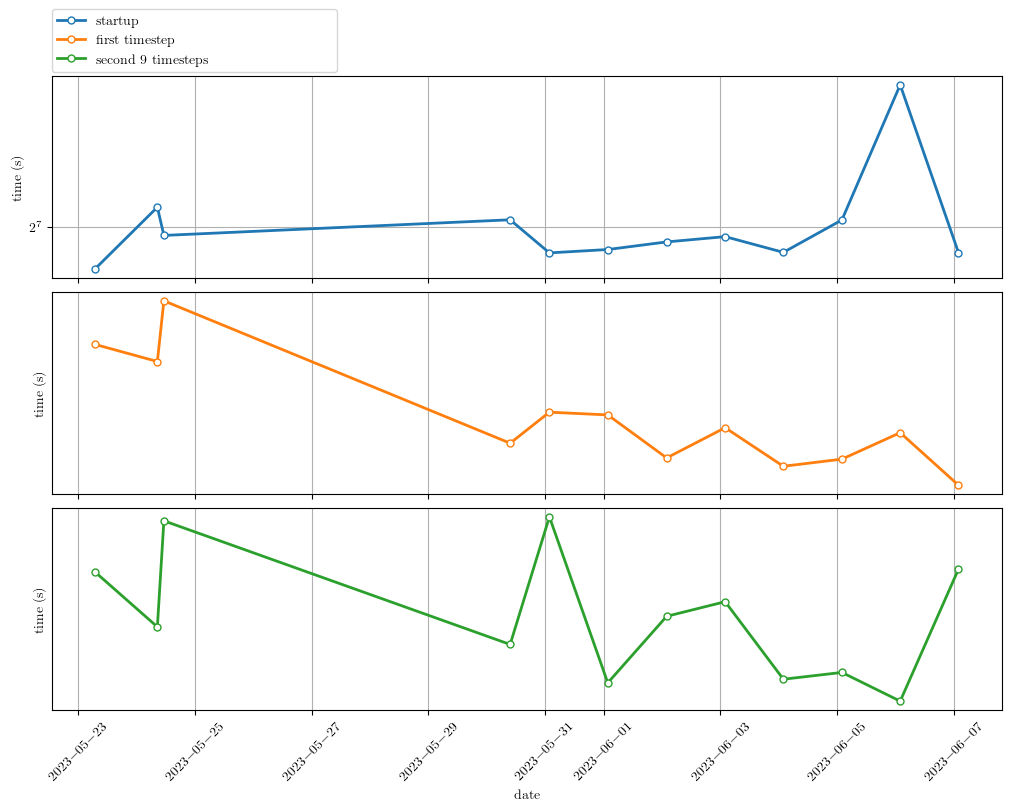 startup
first timestep
second 9 timesteps
time (s)
2^7
time (s)
time (s)
2023−05−23
2023−05−25
2023−05−27
2023−05−29
2023−05−31
2023−06−01
2023−06−03
2023−06−05
2023−06−07
date